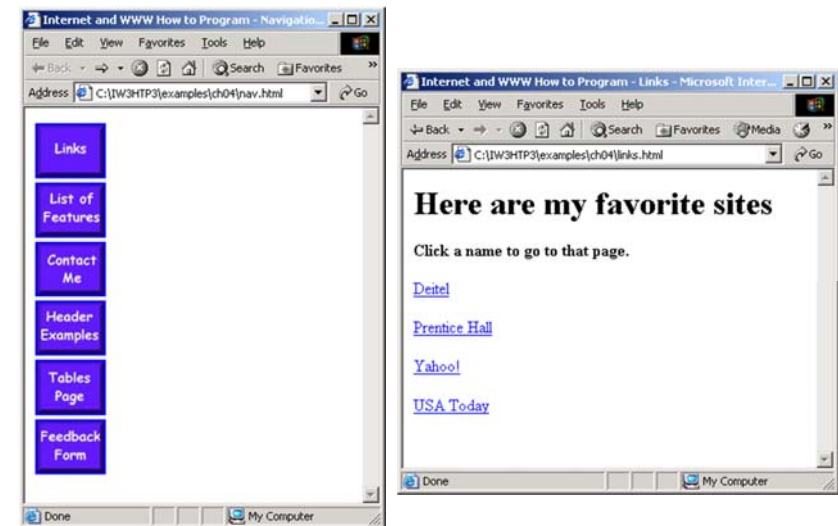 Internet and WWW How to Program - Navigatio...
File Edit View Favorites Tools Help
Back Search Favorites »
Address C:\IW3HTP3\examples\ch04\nav.html Go
Links
List of
Features
Contact
Me
Header
Examples
Tables
Page
Feedback
Form
Done My Computer
Internet and WWW How to Program - Links - Microsoft Inter...
File Edit View Favorites Tools Help
Back Search Favorites Media »
Address C:\IW3HTP3\examples\ch04\links.html Go
Here are my favorite sites
Click a name to go to that page.
Deitel
Prentice Hall
Yahoo!
USA Today
Done My Computer